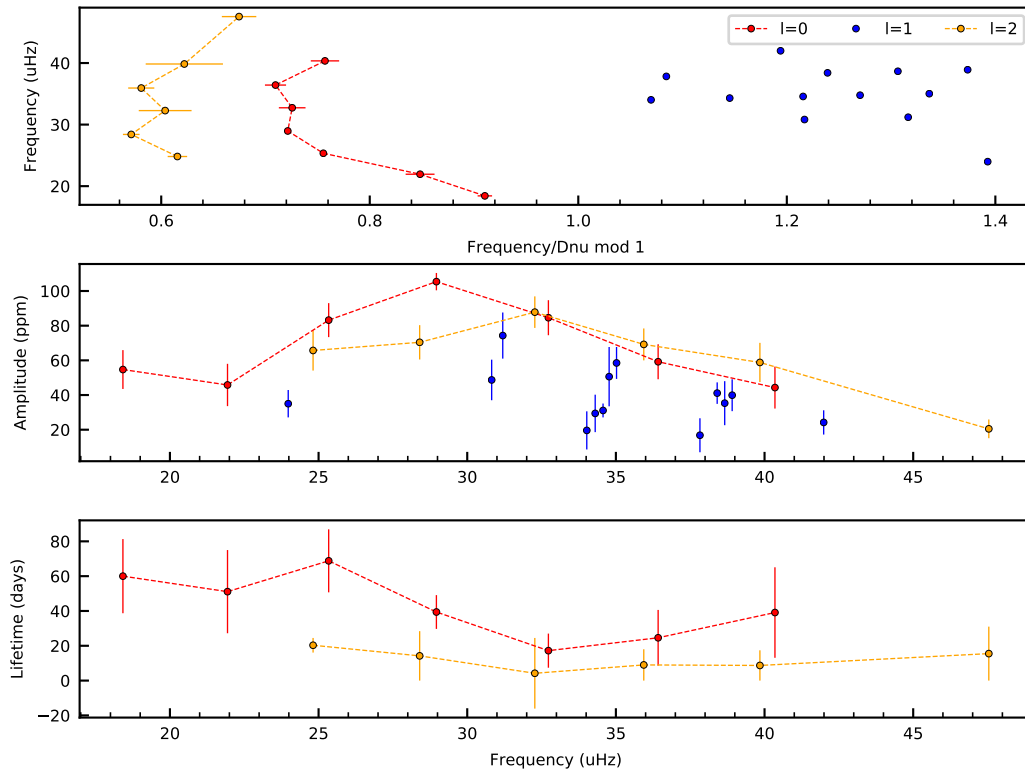 l=0 l=1 l=2
40
30
20
Frequency (uHz)
0.6 0.8 1.0 1.2 1.4
Frequency/Dnu mod 1
100
80
60
40
20
Amplitude (ppm)
20 25 30 35 40 45
80
60
40
20
0
−20
Lifetime (days)
20 25 30 35 40 45
Frequency (uHz)